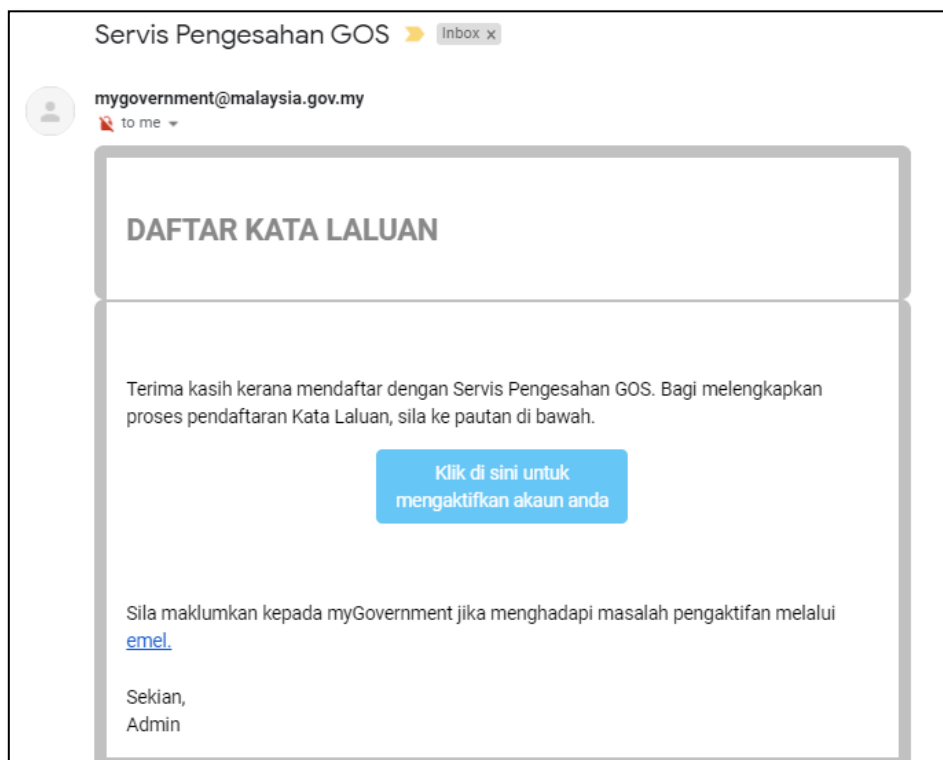 Servis Pengesahan GOS Inbox x
mygovernment@malaysia.gov.my
to me
DAFTAR KATA LALUAN
Terima kasih kerana mendaftar dengan Servis Pengesahan GOS. Bagi melengkapkan
proses pendaftaran Kata Laluan, sila ke pautan di bawah.
Klik di sini untuk
mengaktifkan akaun anda
Sila maklumkan kepada myGovernment jika menghadapi masalah pengaktifan melalui
emel.
Sekian,
Admin